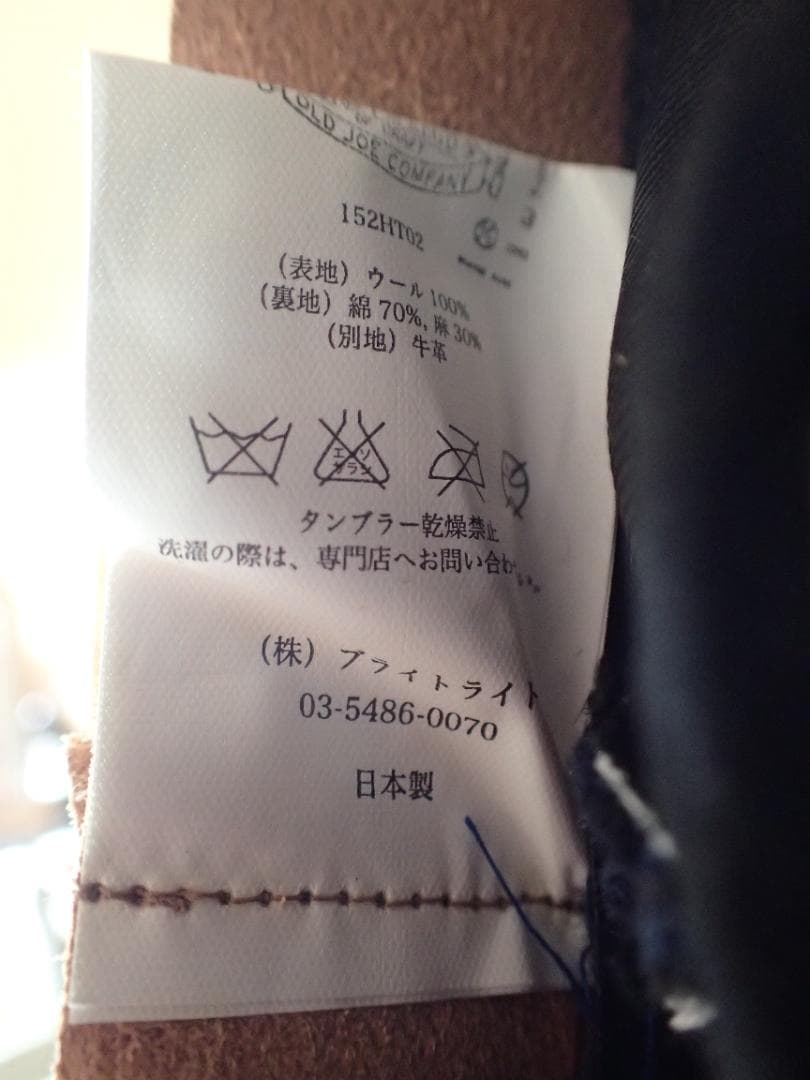 OLD JOE COMPANY
152HT02
(表地) ウール 100%
(裏地) 綿 70%, 麻 30%
(別地) 牛革
エンソ
タンブラー乾燥禁止
洗濯の際は、専門店へお問い合わ
(株) ブライトライト
03-5486-0070
日本製